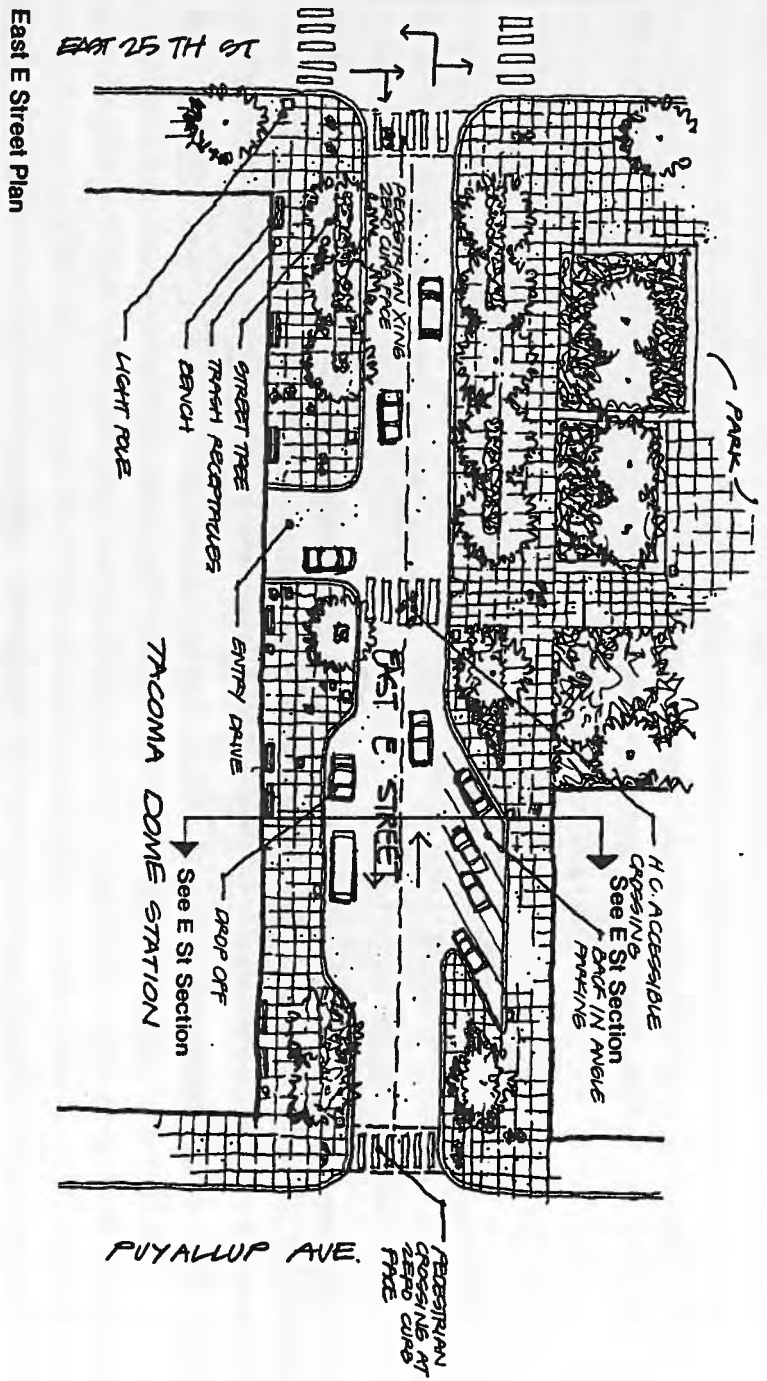 East E Street Plan
EAST 25 TH ST
PARK
PEDESTRIAN XING
ZERO CURB FACE
STREET TREE
TRASH RECEPTACLES
BENCH
LIGHT POLE
ENTRY DRIVE
EAST E STREET
DROP OFF
TACOMA DOME STATION
See E St Section
H.C. ACCESSIBLE
CROSSING
See E St Section
BACK IN ANGLE
PARKING
PUYALLUP AVE.
PEDESTRIAN
CROSSING AT
ZERO CURB
FACE